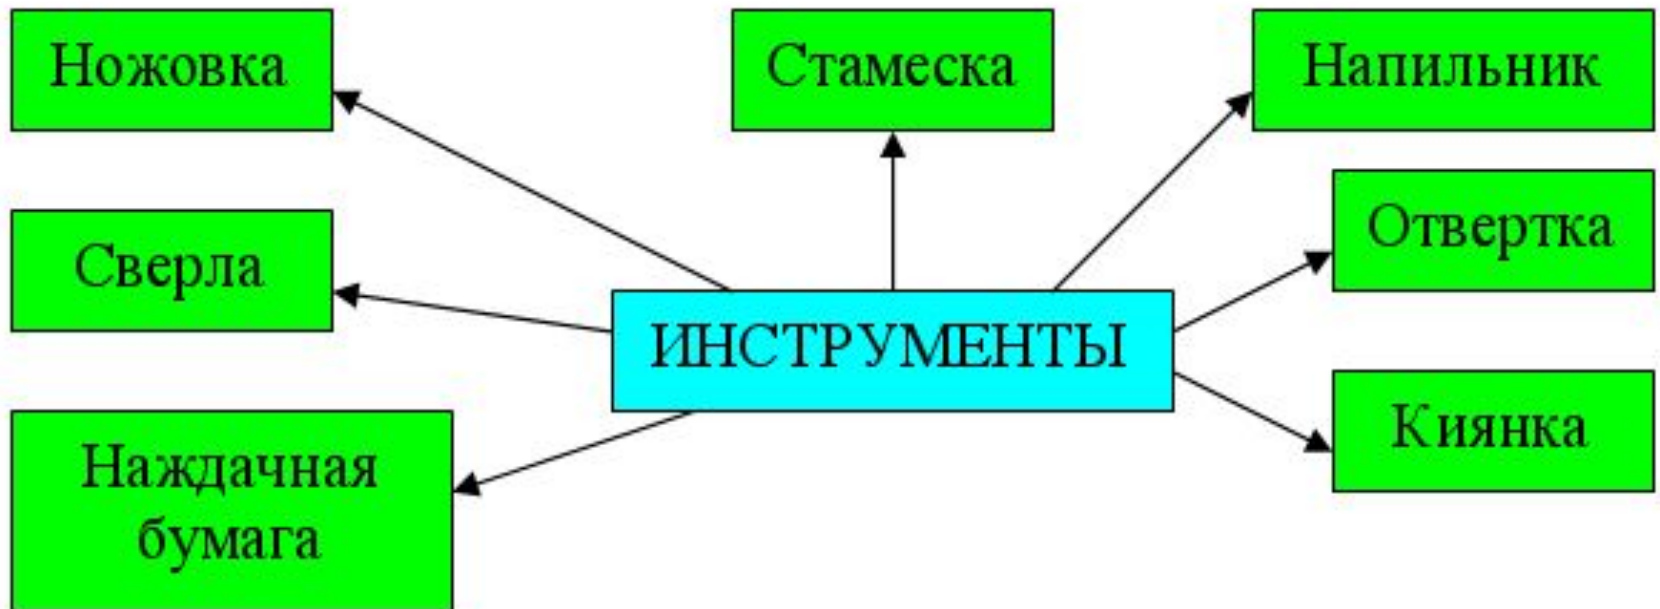 Ножовка
Стамеска
Напильник
Сверла
Отвертка
ИНСТРУМЕНТЫ
Киянка
Наждачная
бумага